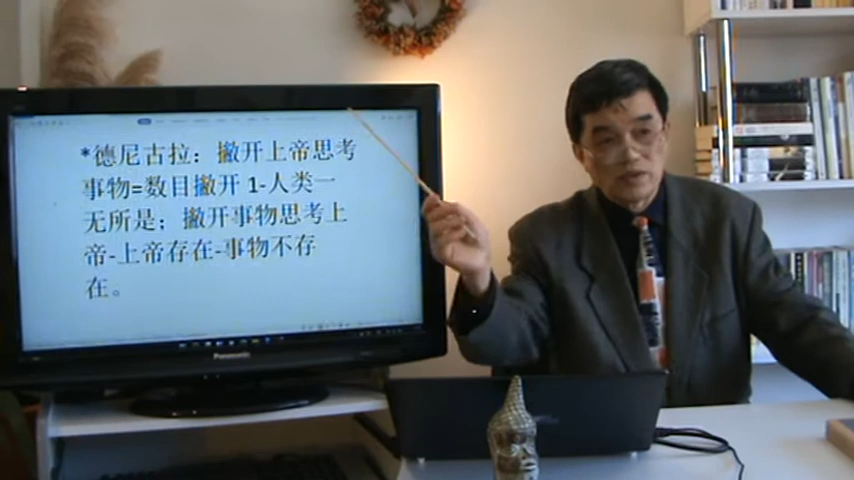 *德尼古拉：撇开上帝思考
事物=数目撇开 1-人类一
无所是；撇开事物思考上
帝-上帝存在-事物不存
在。
Panasonic